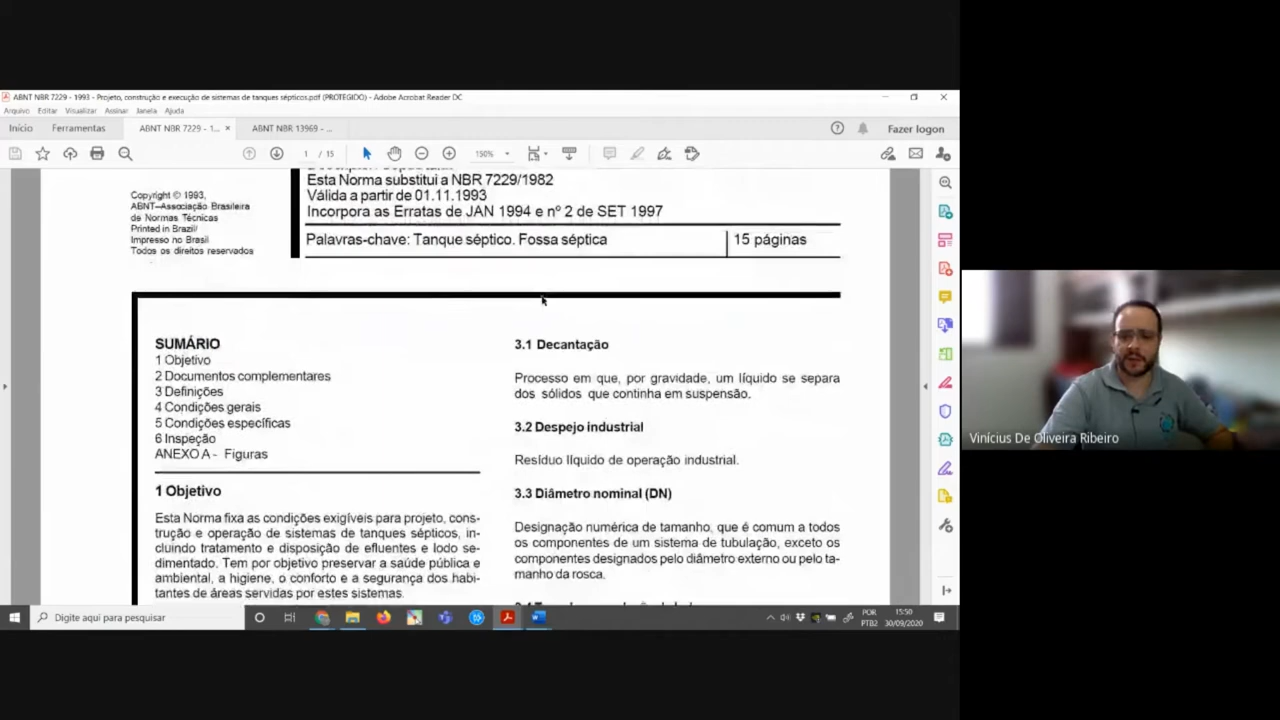 ABNT NBR 7229 - 1993 - Projeto, construção e execução de sistemas de tanques sépticos.pdf (PROTEGIDO) - Adobe Acrobat Reader DC
Arquivo Editar Visualizar Assinar Janela Ajuda
Início Ferramentas ABNT NBR 7229 - 1... × ABNT NBR 13969 - ... Fazer logon
1 / 15 150%
Copyright © 1993,
ABNT–Associação Brasileira
de Normas Técnicas
Printed in Brazil/
Impresso no Brasil
Todos os direitos reservados
Esta Norma substitui a NBR 7229/1982
Válida a partir de 01.11.1993
Incorpora as Erratas de JAN 1994 e nº 2 de SET 1997
Palavras-chave: Tanque séptico. Fossa séptica
15 páginas
SUMÁRIO
1 Objetivo
2 Documentos complementares
3 Definições
4 Condições gerais
5 Condições específicas
6 Inspeção
ANEXO A - Figuras
1 Objetivo
Esta Norma fixa as condições exigíveis para projeto, cons-
trução e operação de sistemas de tanques sépticos, in-
cluindo tratamento e disposição de efluentes e lodo se-
dimentado. Tem por objetivo preservar a saúde pública e
ambiental, a higiene, o conforto e a segurança dos habi-
tantes de áreas servidas por estes sistemas.
3.1 Decantação
Processo em que, por gravidade, um líquido se separa
dos sólidos que continha em suspensão.
3.2 Despejo industrial
Resíduo líquido de operação industrial.
3.3 Diâmetro nominal (DN)
Designação numérica de tamanho, que é comum a todos
os componentes de um sistema de tubulação, exceto os
componentes designados pelo diâmetro externo ou pelo ta-
manho da rosca.
Vinícius De Oliveira Ribeiro
Digite aqui para pesquisar
POR
PTB2
15:50
30/09/2020